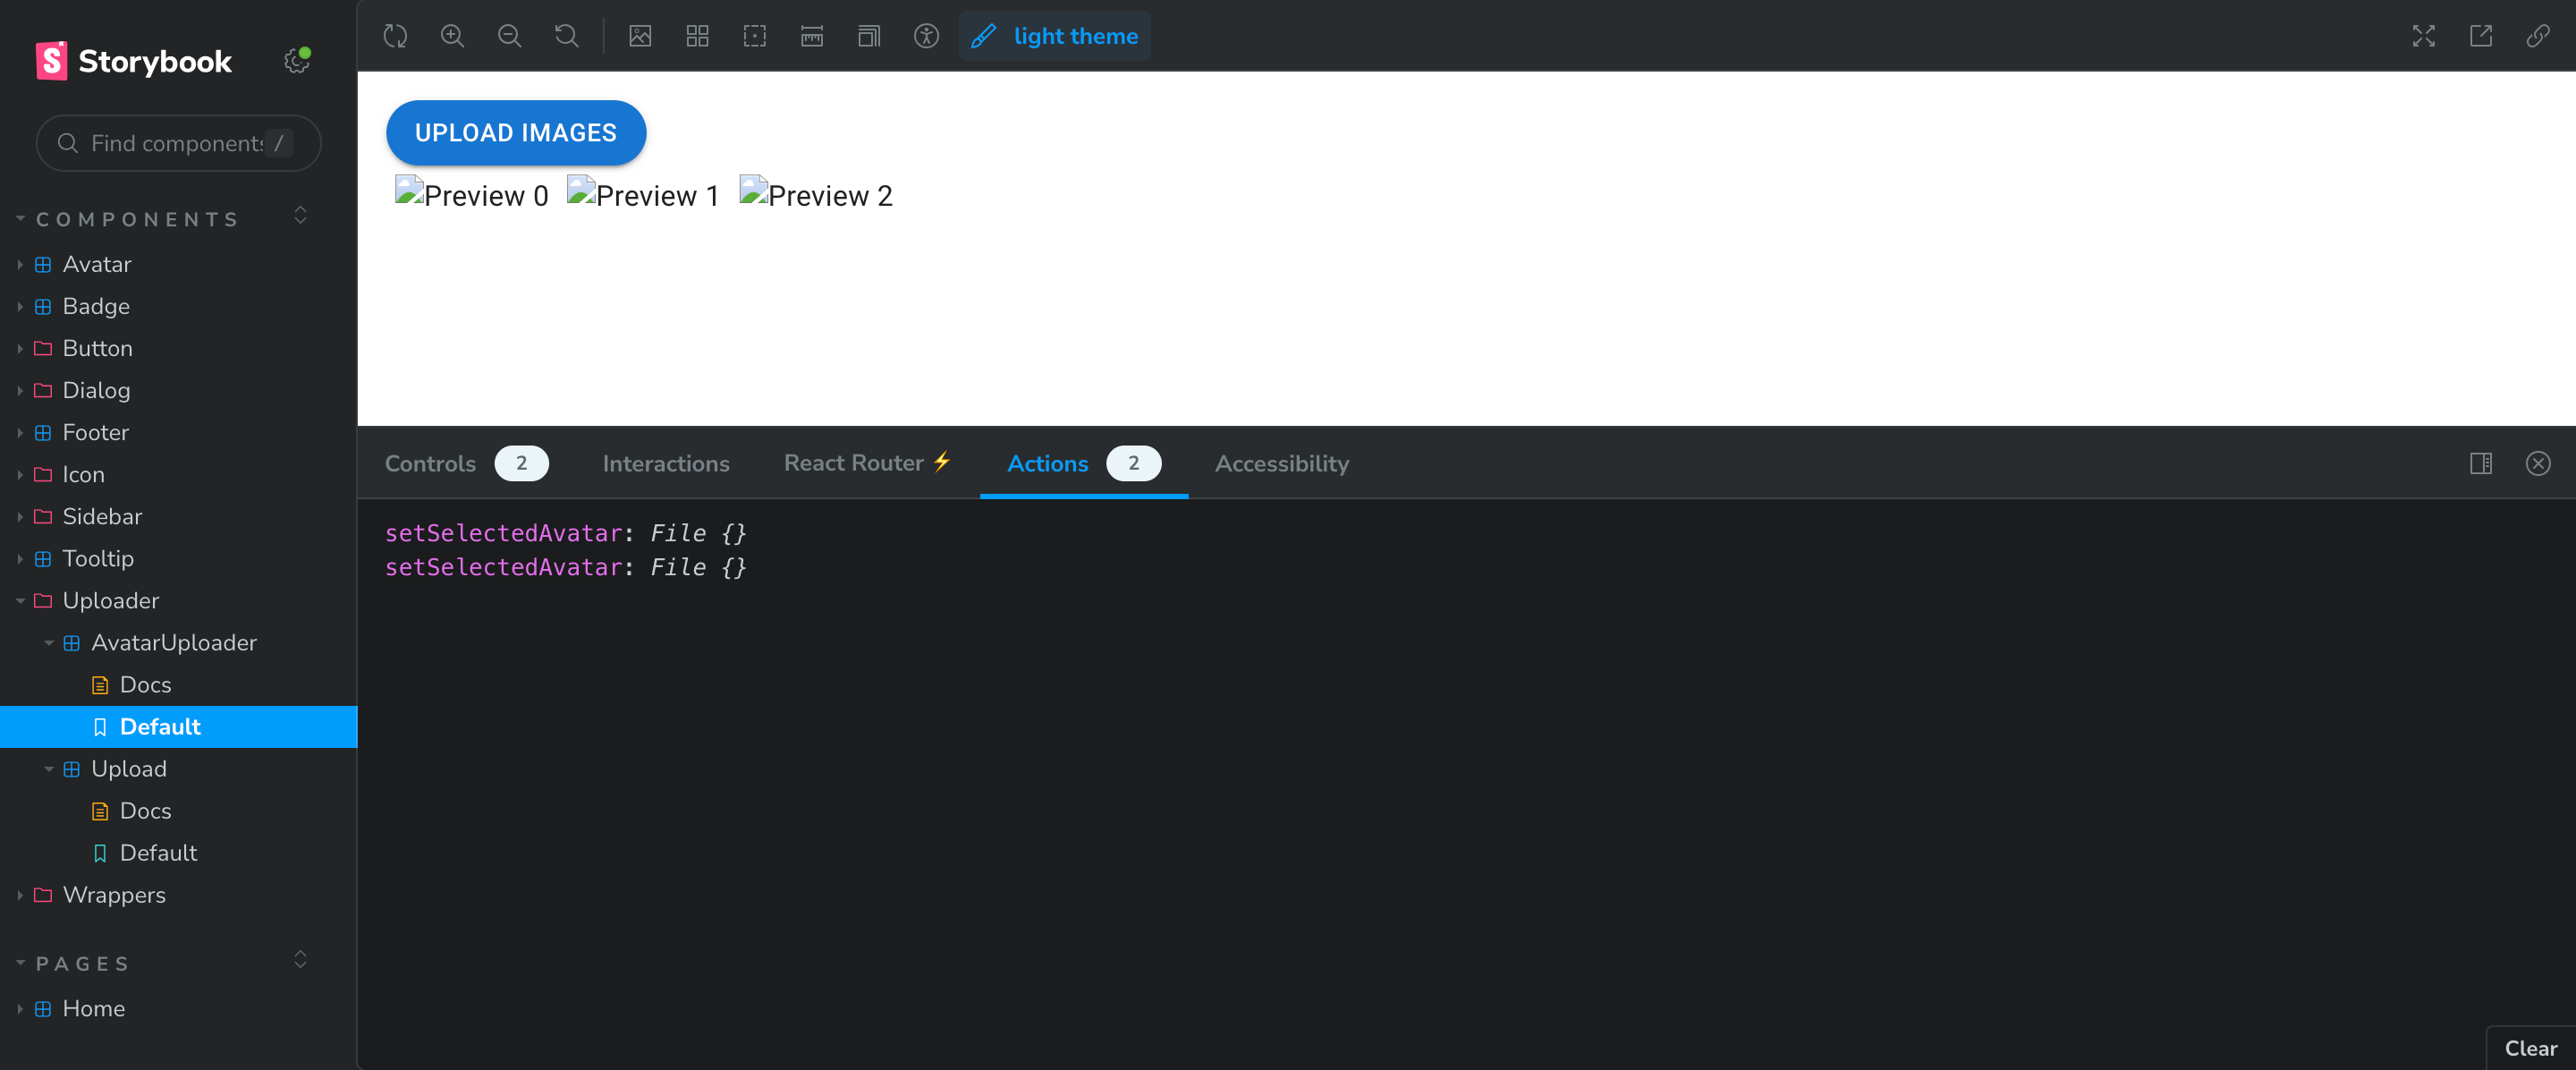 Storybook
Find components /
COMPONENTS
Avatar
Badge
Button
Dialog
Footer
Icon
Sidebar
Tooltip
Uploader
AvatarUploader
Docs
Default
Upload
Docs
Default
Wrappers
PAGES
Home
light theme
UPLOAD IMAGES
Preview 0 Preview 1 Preview 2
Controls 2 Interactions React Router ⚡ Actions 2 Accessibility
setSelectedAvatar: File {}
setSelectedAvatar: File {}
Clear